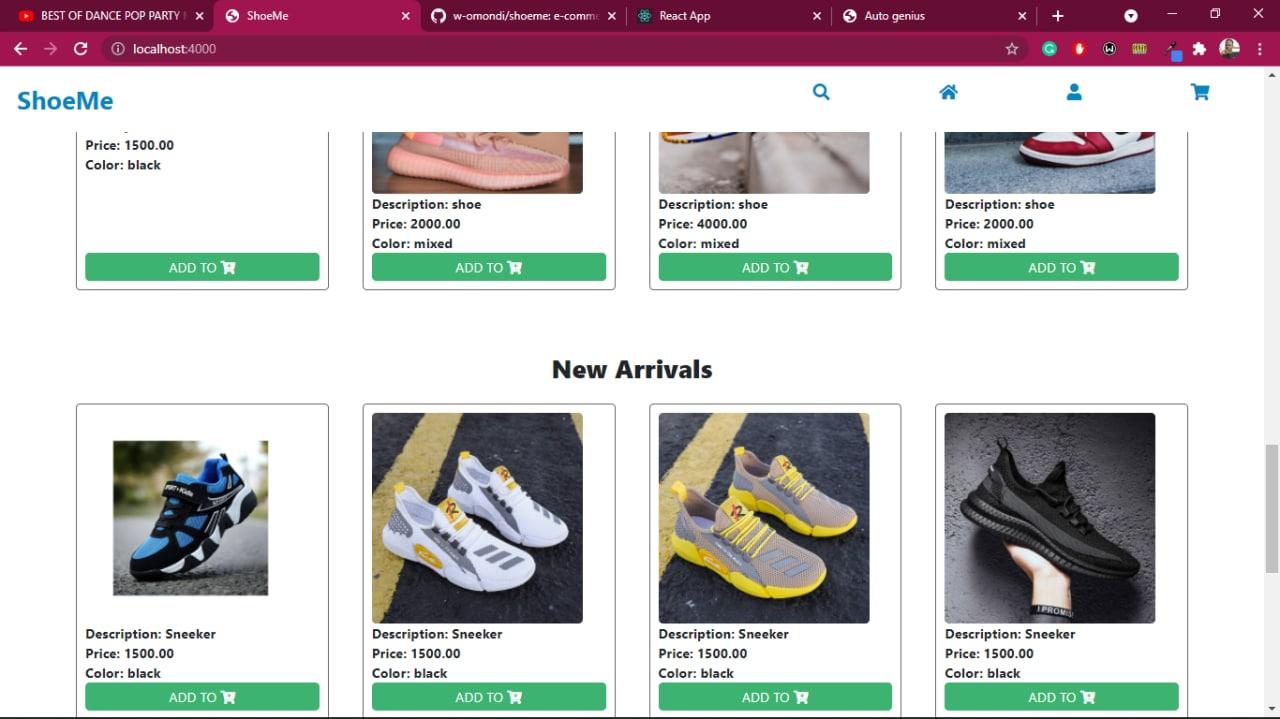 BEST OF DANCE POP PARTY
ShoeMe
w-omondi/shoeme: e-comme
React App
Auto genius
localhost:4000
ShoeMe
Price: 1500.00
Color: black
ADD TO
Description: shoe
Price: 2000.00
Color: mixed
ADD TO
Description: shoe
Price: 4000.00
Color: mixed
ADD TO
Description: shoe
Price: 2000.00
Color: mixed
ADD TO
New Arrivals
Description: Sneeker
Price: 1500.00
Color: black
ADD TO
Description: Sneeker
Price: 1500.00
Color: black
ADD TO
Description: Sneeker
Price: 1500.00
Color: black
ADD TO
I PROMIS
Description: Sneeker
Price: 1500.00
Color: black
ADD TO